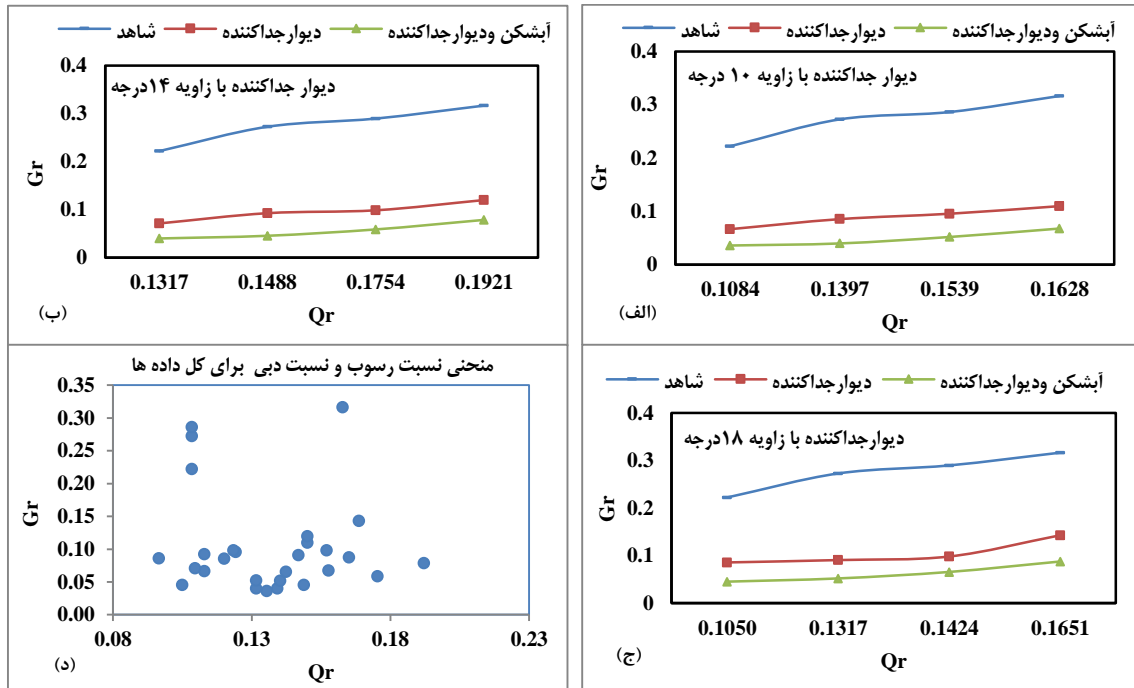 شاهد دیوارجداکننده آبشکن ودیوارجداکننده
دیوار جداکننده با زاویه ۱۰ درجه
Gr
0.4
0.3
0.2
0.1
0
0.1084 0.1397 0.1539 0.1628
Qr
(الف)
شاهد دیوارجداکننده آبشکن ودیوارجداکننده
دیوار جداکننده با زاویه ۱۴درجه
Gr
0.4
0.3
0.2
0.1
0
0.1317 0.1488 0.1754 0.1921
Qr
(ب)
شاهد دیوارجداکننده آبشکن ودیوارجداکننده
دیوارجداکننده با زاویه ۱۸درجه
Gr
0.4
0.3
0.2
0.1
0
0.1050 0.1317 0.1424 0.1651
Qr
(ج)
منحنی نسبت رسوب و نسبت دبی برای کل داده ها
Gr
0.35
0.30
0.25
0.20
0.15
0.10
0.05
0.00
0.08 0.13 0.18 0.23
Qr
(د)